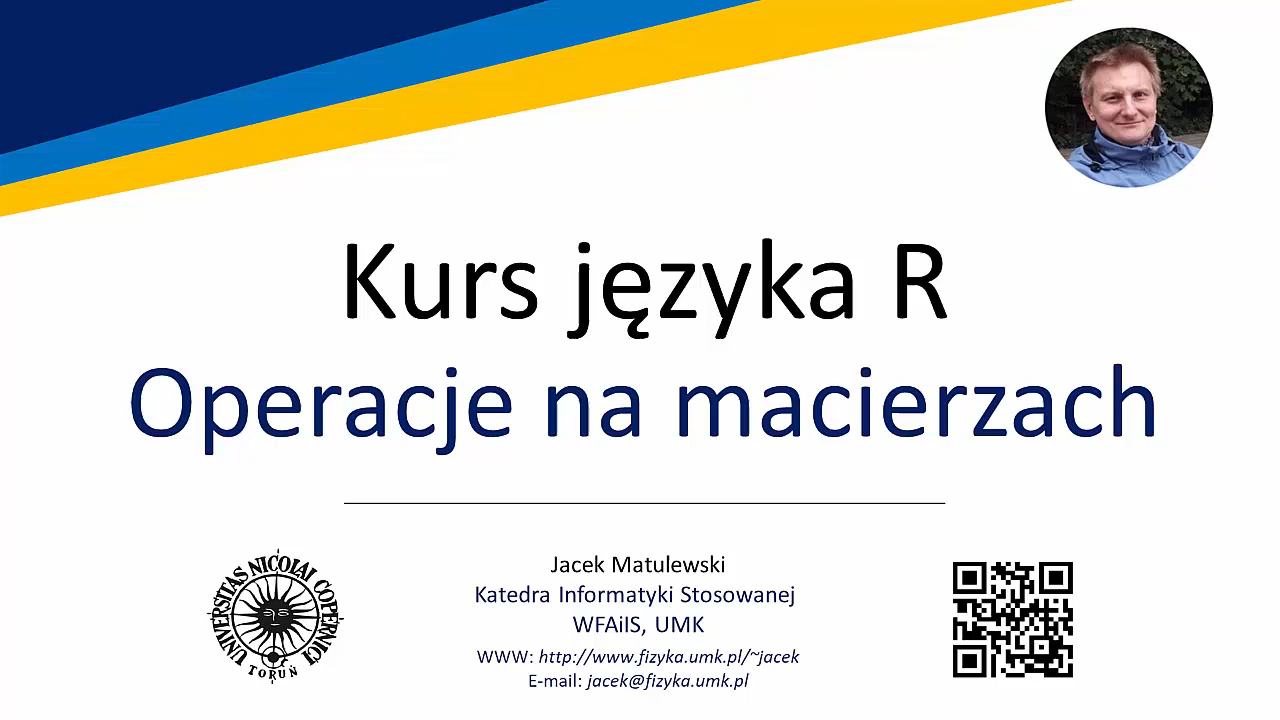 Kurs języka R
Operacje na macierzach
UNIVERSITAS NICOLAI COPERNICI
TORUŃ
Jacek Matulewski
Katedra Informatyki Stosowanej
WFAiIS, UMK
WWW: http://www.fizyka.umk.pl/~jacek
E-mail: jacek@fizyka.umk.pl